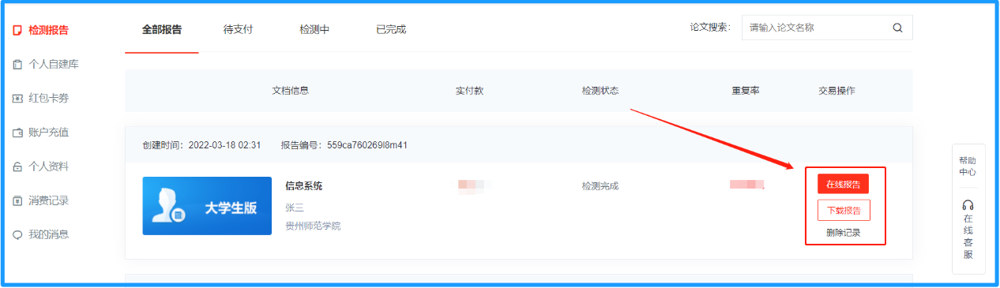 检测报告
个人自建库
红包卡券
账户充值
个人资料
消费记录
我的消息
全部报告 待支付 检测中 已完成
论文搜索： 请输入论文名称
文档信息 实付款 检测状态 重复率 交易操作
创建时间：2022-03-18 02:31 报告编号：559ca760269l8m41
大学生版
信息系统
张三
贵州师范学院
检测完成
在线报告
下载报告
删除记录
帮助
中心
在
线
客
服